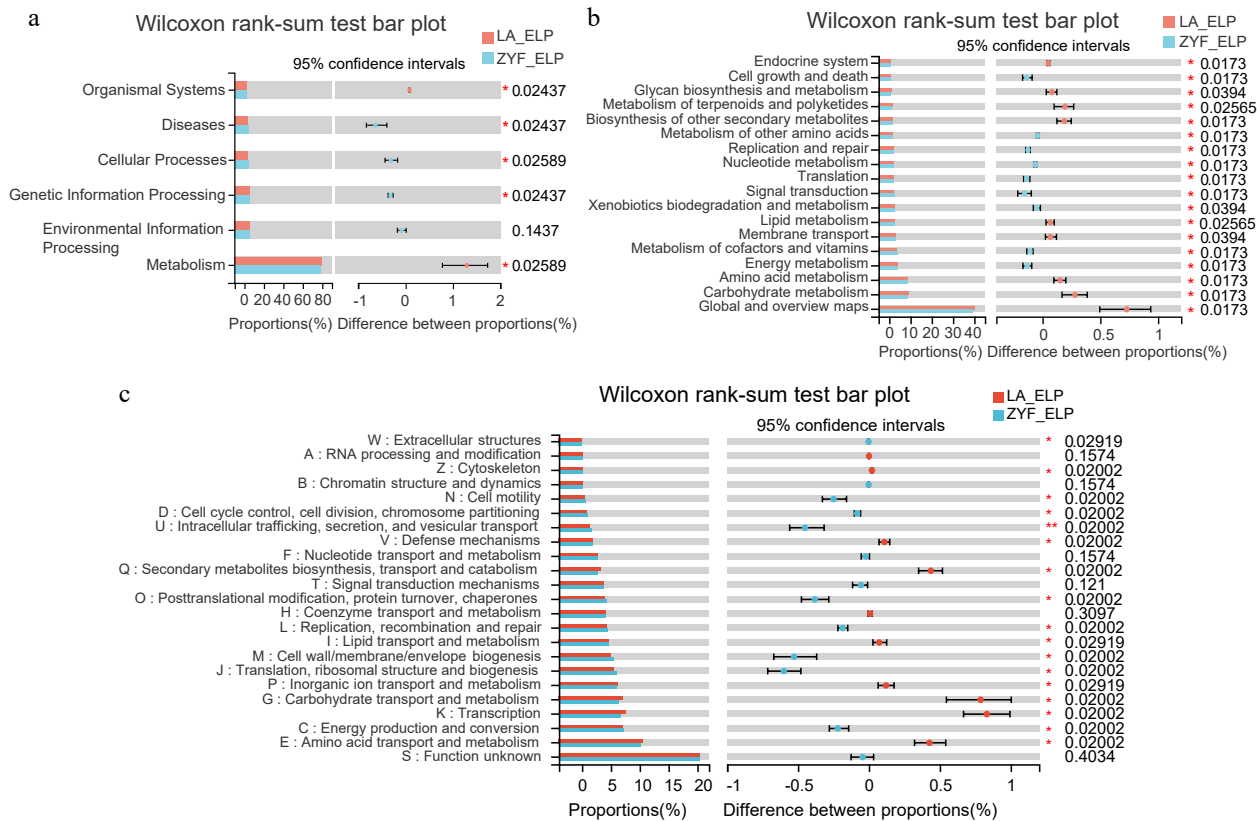 a
Wilcoxon rank-sum test bar plot
LA_ELP
ZYF_ELP
95% confidence intervals
Organismal Systems * 0.02437
Diseases * 0.02437
Cellular Processes * 0.02589
Genetic Information Processing * 0.02437
Environmental Information
Processing 0.1437
Metabolism * 0.02589
0 20 40 60 80 -1 0 1 2
Proportions(%) Difference between proportions(%)
b
Wilcoxon rank-sum test bar plot
LA_ELP
ZYF_ELP
95% confidence intervals
Endocrine system * 0.0173
Cell growth and death * 0.0173
Glycan biosynthesis and metabolism * 0.0394
Metabolism of terpenoids and polyketides * 0.02565
Biosynthesis of other secondary metabolites * 0.0173
Metabolism of other amino acids * 0.0173
Replication and repair * 0.0173
Nucleotide metabolism * 0.0173
Translation * 0.0173
Signal transduction * 0.0173
Xenobiotics biodegradation and metabolism * 0.0394
Lipid metabolism * 0.02565
Membrane transport * 0.0394
Metabolism of cofactors and vitamins * 0.0173
Energy metabolism * 0.0173
Amino acid metabolism * 0.0173
Carbohydrate metabolism * 0.0173
Global and overview maps * 0.0173
0 10 20 30 40 0 1
Proportions(%) Difference between proportions(%)
c
Wilcoxon rank-sum test bar plot
LA_ELP
ZYF_ELP
95% confidence intervals
W : Extracellular structures * 0.02919
A : RNA processing and modification 0.1574
Z : Cytoskeleton * 0.02002
B : Chromatin structure and dynamics 0.1574
N : Cell motility * 0.02002
D : Cell cycle control, cell division, chromosome partitioning * 0.02002
U : Intracellular trafficking, secretion, and vesicular transport ** 0.02002
V : Defense mechanisms * 0.02002
F : Nucleotide transport and metabolism 0.1574
Q : Secondary metabolites biosynthesis, transport and catabolism * 0.02002
T : Signal transduction mechanisms 0.121
O : Posttranslational modification, protein turnover, chaperones * 0.02002
H : Coenzyme transport and metabolism 0.3097
L : Replication, recombination and repair * 0.02002
I : Lipid transport and metabolism * 0.02919
M : Cell wall/membrane/envelope biogenesis * 0.02002
J : Translation, ribosomal structure and biogenesis * 0.02002
P : Inorganic ion transport and metabolism * 0.02919
G : Carbohydrate transport and metabolism * 0.02002
K : Transcription * 0.02002
C : Energy production and conversion * 0.02002
E : Amino acid transport and metabolism * 0.02002
S : Function unknown 0.4034
0 5 10 15 20 -1 -0.5 0 0.5 1
Proportions(%) Difference between proportions(%)